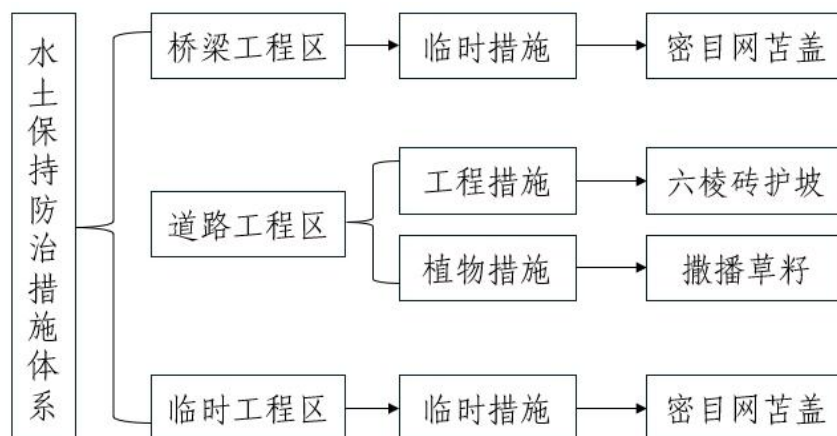 水土保持防治措施体系
桥梁工程区
临时措施
密目网苫盖
道路工程区
工程措施
六棱砖护坡
植物措施
撒播草籽
临时工程区
临时措施
密目网苫盖